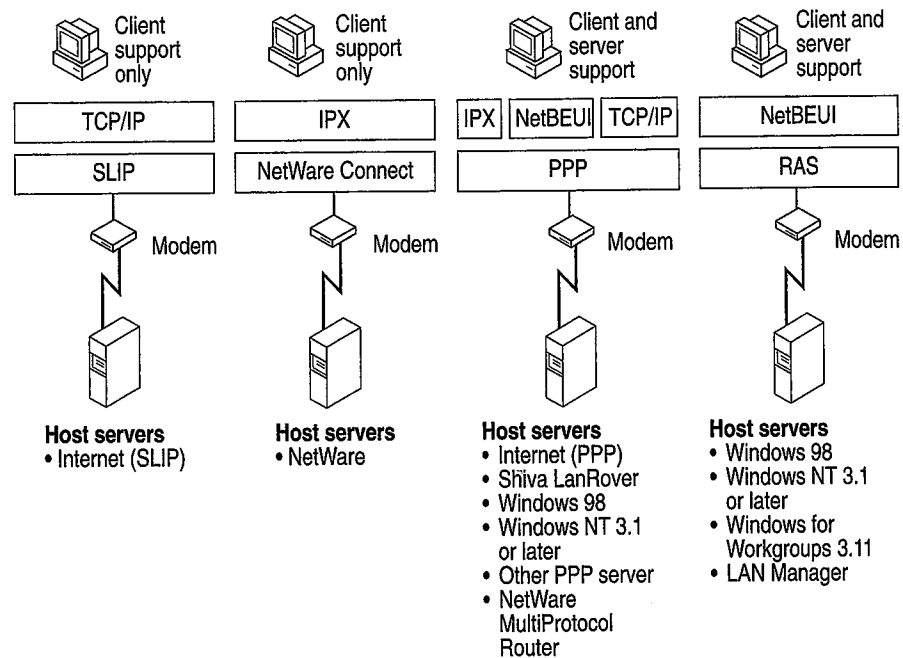 Client
support
only
TCP/IP
SLIP
Modem
Host servers
• Internet (SLIP)
Client
support
only
IPX
NetWare Connect
Modem
Host servers
• NetWare
Client and
server
support
IPX
NetBEUI
TCP/IP
PPP
Modem
Host servers
• Internet (PPP)
• Shiva LanRover
• Windows 98
• Windows NT 3.1
or later
• Other PPP server
• NetWare
MultiProtocol
Router
Client and
server
support
NetBEUI
RAS
Modem
Host servers
• Windows 98
• Windows NT 3.1
or later
• Windows for
Workgroups 3.11
• LAN Manager